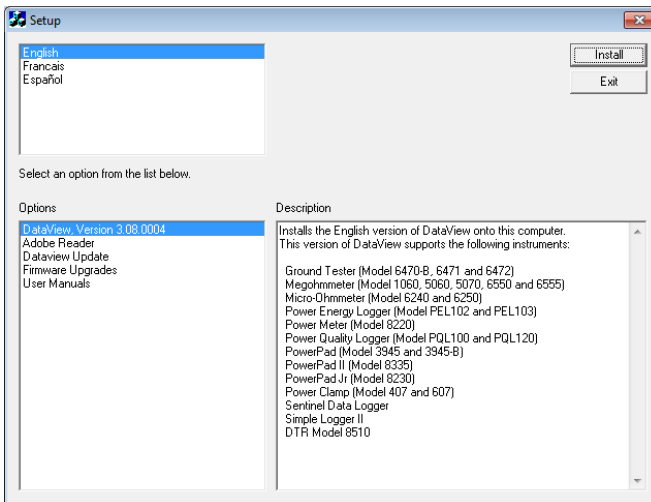 Setup
English
Francais
Español
Install
Exit
Select an option from the list below.
Options
DataView, Version 3.08.0004
Adobe Reader
Dataview Update
Firmware Upgrades
User Manuals
Description
Installs the English version of DataView onto this computer.
This version of DataView supports the following instruments:
Ground Tester (Model 6470-B, 6471 and 6472)
Megohmmeter (Model 1060, 5060, 5070, 6550 and 6555)
Micro-Ohmmeter (Model 6240 and 6250)
Power Energy Logger (Model PEL102 and PEL103)
Power Meter (Model 8220)
Power Quality Logger (Model PQL100 and PQL120)
PowerPad (Model 3945 and 3945-B)
PowerPad II (Model 8335)
PowerPad Jr (Model 8230)
Power Clamp (Model 407 and 607)
Sentinel Data Logger
Simple Logger II
DTR Model 8510